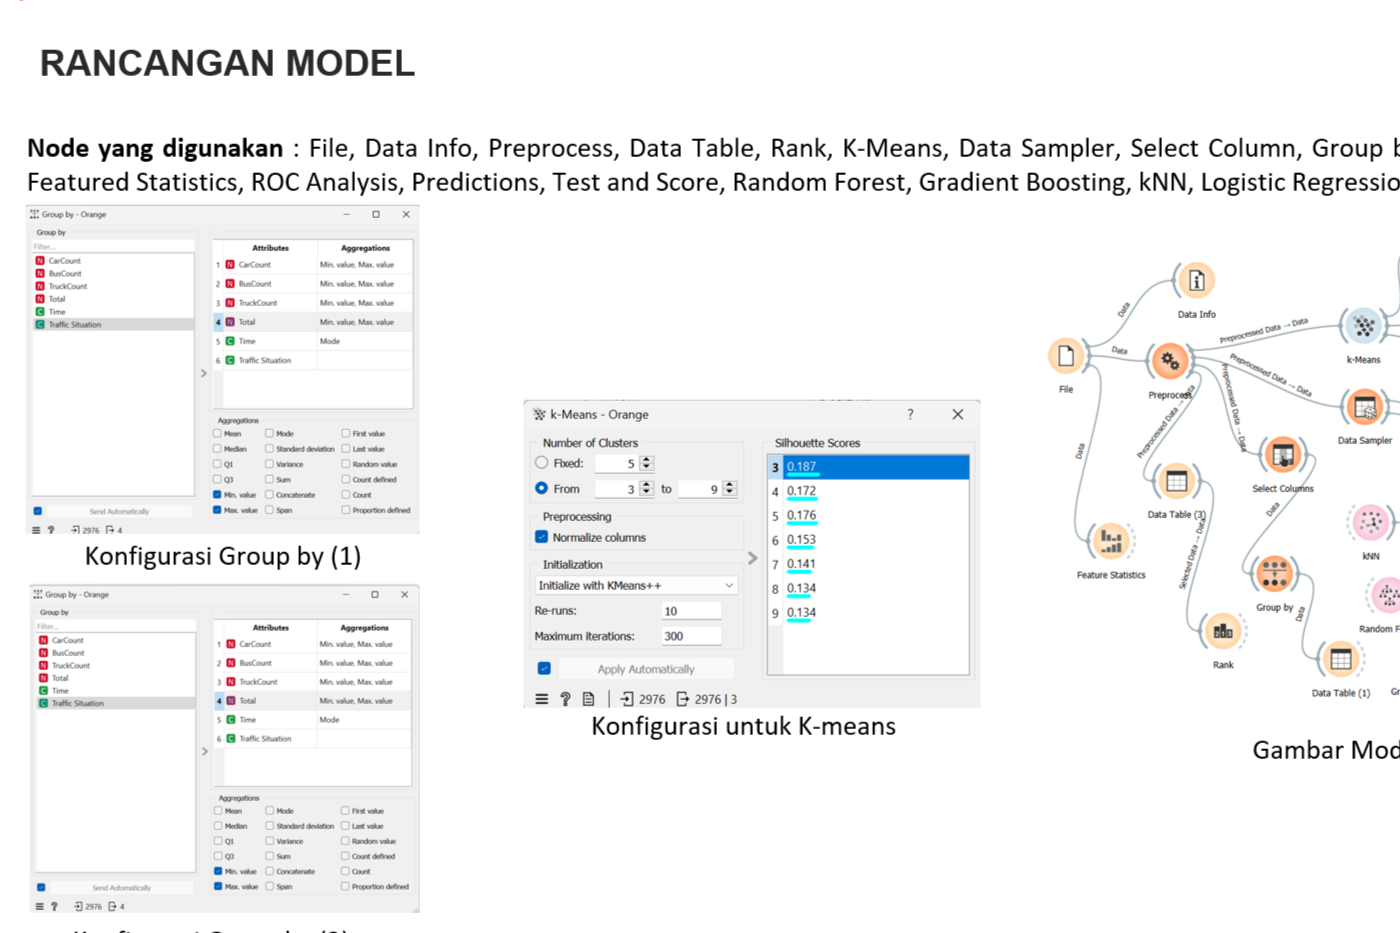 RANCANGAN MODEL
Node yang digunakan : File, Data Info, Preprocess, Data Table, Rank, K-Means, Data Sampler, Select Column, Group
Featured Statistics, ROC Analysis, Predictions, Test and Score, Random Forest, Gradient Boosting, kNN, Logistic Regressio
Group by - Orange
Group by
Filter...
N CarCount
N BusCount
N TruckCount
N Total
C Time
C Traffic Situation
Attributes Aggregations
1 N CarCount Min. value, Max. value
2 N BusCount Min. value, Max. value
3 N TruckCount Min. value, Max. value
4 N Total Min. value, Max. value
5 C Time Mode
6 C Traffic Situation
Aggregations
Mean Mode First value
Median Standard deviation Last value
Q1 Variance Random value
Q3 Sum Count defined
Min. value Concatenate Count
Max. value Span Proportion defined
Send Automatically
2976 4
Konfigurasi Group by (1)
Group by - Orange
Group by
Filter...
N CarCount
N BusCount
N TruckCount
N Total
C Time
C Traffic Situation
Attributes Aggregations
1 N CarCount Min. value, Max. value
2 N BusCount Min. value, Max. value
3 N TruckCount Min. value, Max. value
4 N Total Min. value, Max. value
5 C Time Mode
6 C Traffic Situation
Aggregations
Mean Mode First value
Median Standard deviation Last value
Q1 Variance Random value
Q3 Sum Count defined
Min. value Concatenate Count
Max. value Span Proportion defined
Send Automatically
2976 4
k-Means - Orange
Number of Clusters
Fixed: 5
From 3 to 9
Preprocessing
Normalize columns
Initialization
Initialize with KMeans++
Re-runs: 10
Maximum iterations: 300
Apply Automatically
2976 2976 | 3
Silhouette Scores
3 0.187
4 0.172
5 0.176
6 0.153
7 0.141
8 0.134
9 0.134
Konfigurasi untuk K-means
File
Data
Data Info
Data
Preprocess
Data
Feature Statistics
Preprocessed Data → Data
k-Means
Preprocessed Data → Data
Data Sampler
Preprocessed Data → Data
Select Columns
Preprocessed Data → Data
Data Table (3)
Selected Data → Data
Rank
Data
Group by
Data
Data Table (1)
kNN
Random F
Gr
Gambar Mod